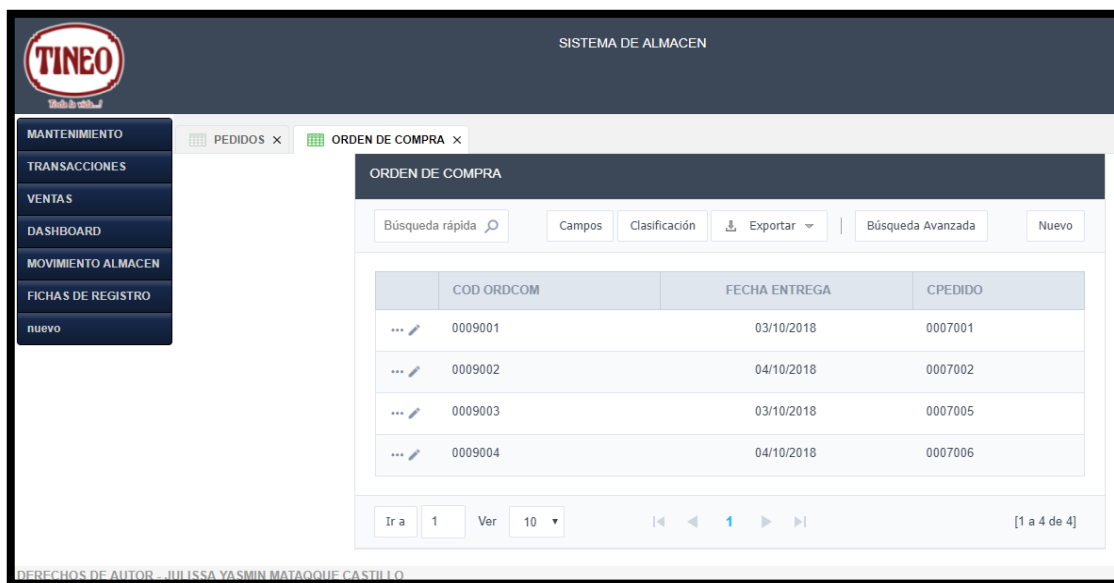 TINEO
Toda la vida...!
SISTEMA DE ALMACEN
MANTENIMIENTO
TRANSACCIONES
VENTAS
DASHBOARD
MOVIMIENTO ALMACEN
FICHAS DE REGISTRO
nuevo
PEDIDOS X ORDEN DE COMPRA X
ORDEN DE COMPRA
Búsqueda rápida Campos Clasificación Exportar | Búsqueda Avanzada Nuevo
COD ORDCOM FECHA ENTREGA CPEDIDO
... 0009001 03/10/2018 0007001
... 0009002 04/10/2018 0007002
... 0009003 03/10/2018 0007005
... 0009004 04/10/2018 0007006
Ir a 1 Ver 10 1 [1 a 4 de 4]
DERECHOS DE AUTOR - JULISSA YASMIN MATAQQUE CASTILLO